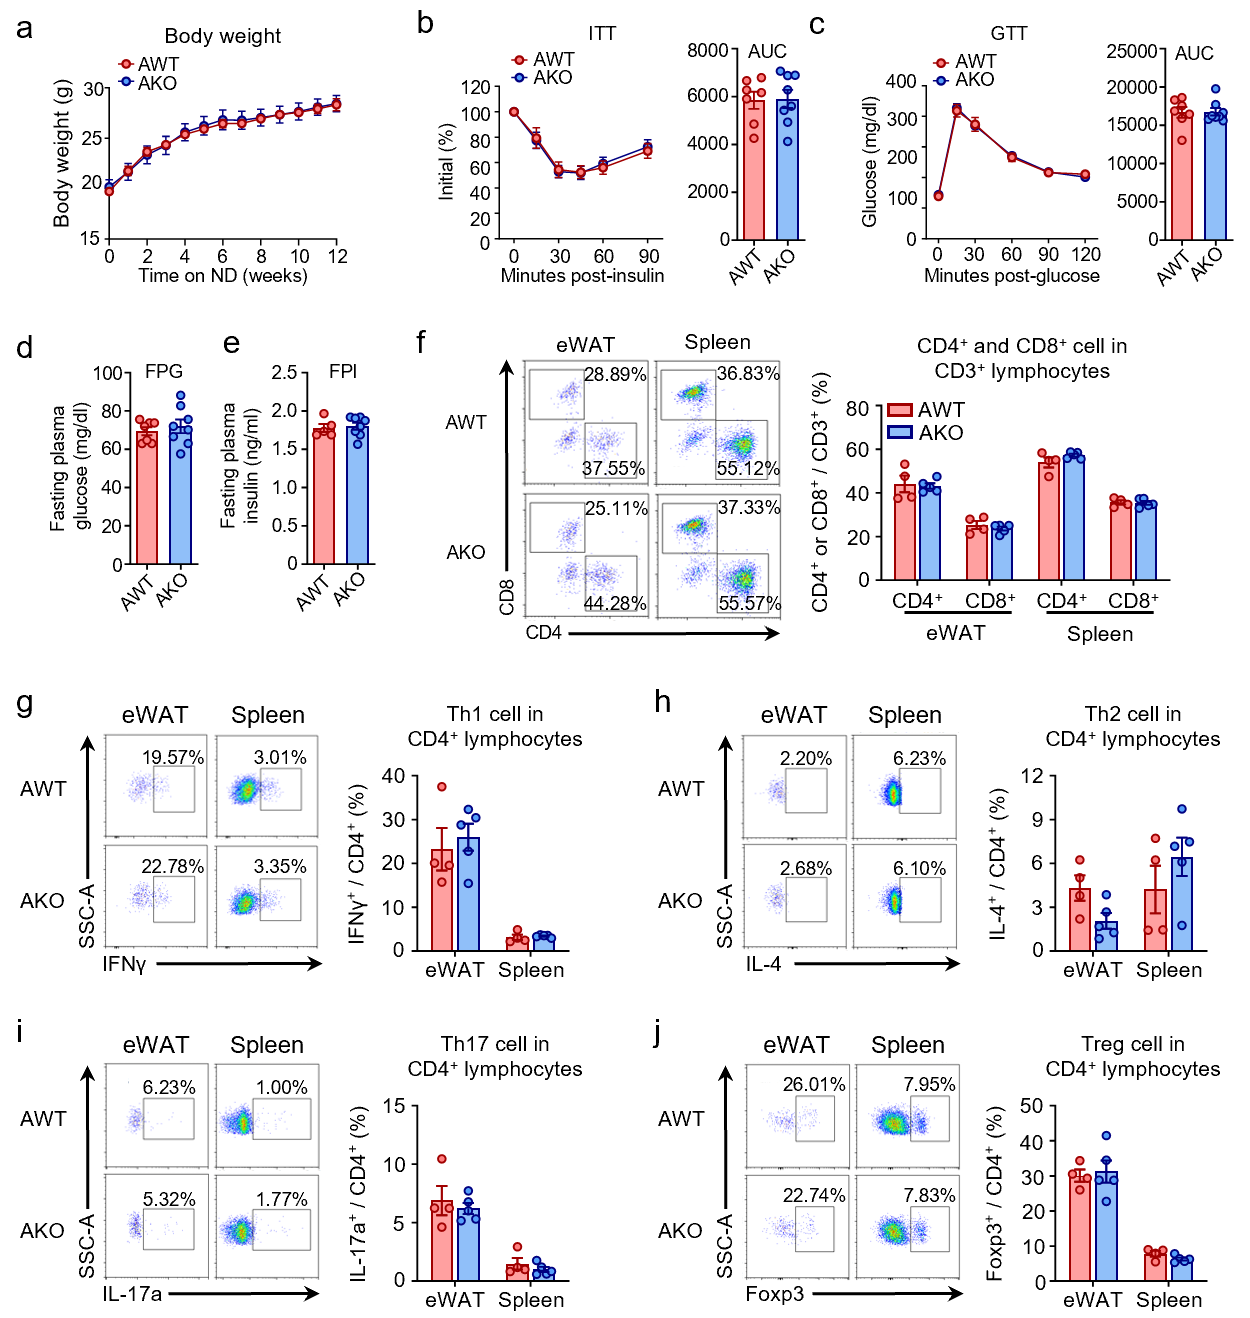 a
Body weight
AWT
AKO
Body weight (g)
30
25
20
15
0 2 4 6 8 10 12
Time on ND (weeks)
b
ITT
AWT
AKO
Initial (%)
120
100
80
60
40
20
0
0 30 60 90
Minutes post-insulin
AUC
8000
6000
4000
2000
0
AWT AKO
c
GTT
AWT
AKO
Glucose (mg/dl)
400
300
200
100
0
0 30 60 90 120
Minutes post-glucose
AUC
25000
20000
15000
10000
5000
0
AWT AKO
d
FPG
Fasting plasma
glucose (mg/dl)
100
80
60
40
20
0
AWT AKO
e
FPI
Fasting plasma
insulin (ng/ml)
2.5
2.0
1.5
1.0
0.5
0
AWT AKO
f
eWAT Spleen
AWT
28.89% 36.83%
37.55% 55.12%
AKO
25.11% 37.33%
44.28% 55.57%
CD8
CD4
CD4⁺ and CD8⁺ cell in
CD3⁺ lymphocytes
CD4⁺ or CD8⁺ / CD3⁺ (%)
AWT
AKO
80
60
40
20
0
CD4⁺ CD8⁺ CD4⁺ CD8⁺
eWAT Spleen
g
eWAT Spleen
AWT
19.57% 3.01%
AKO
22.78% 3.35%
SSC-A
IFNγ
Th1 cell in
CD4⁺ lymphocytes
IFNγ⁺ / CD4⁺ (%)
40
30
20
10
0
eWAT Spleen
h
eWAT Spleen
AWT
2.20% 6.23%
AKO
2.68% 6.10%
SSC-A
IL-4
Th2 cell in
CD4⁺ lymphocytes
IL-4⁺ / CD4⁺ (%)
12
9
6
3
0
eWAT Spleen
i
eWAT Spleen
AWT
6.23% 1.00%
AKO
5.32% 1.77%
SSC-A
IL-17a
Th17 cell in
CD4⁺ lymphocytes
IL-17a⁺ / CD4⁺ (%)
15
10
5
0
eWAT Spleen
j
eWAT Spleen
AWT
26.01% 7.95%
AKO
22.74% 7.83%
SSC-A
Foxp3
Treg cell in
CD4⁺ lymphocytes
Foxp3⁺ / CD4⁺ (%)
50
40
30
20
10
0
eWAT Spleen